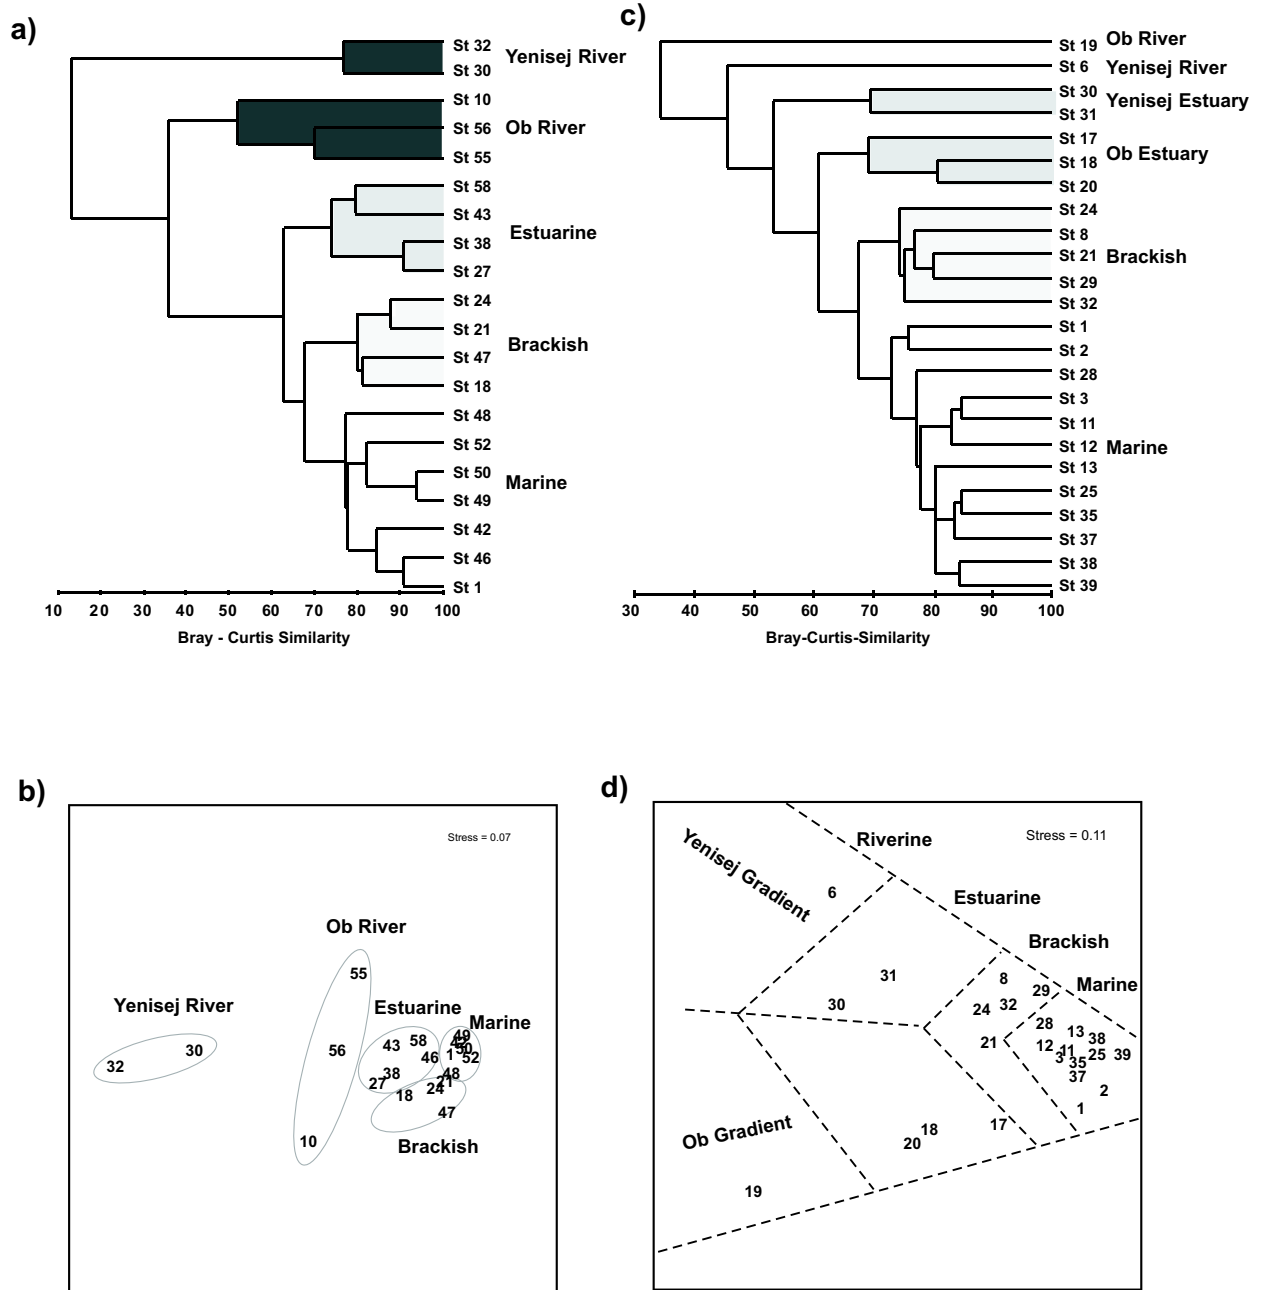 a)
St 32
Yenisej River
St 30
St 10
St 56
Ob River
St 55
St 58
St 43
Estuarine
St 38
St 27
St 24
St 21
Brackish
St 47
St 18
St 48
St 52
St 50
Marine
St 49
St 42
St 46
St 1
10 20 30 40 50 60 70 80 90 100
Bray - Curtis Similarity
c)
St 19 Ob River
St 6 Yenisej River
St 30
Yenisej Estuary
St 31
St 17
Ob Estuary
St 18
St 20
St 24
St 8
St 21 Brackish
St 29
St 32
St 1
St 2
St 28
St 3
St 11
St 12 Marine
St 13
St 25
St 35
St 37
St 38
St 39
30 40 50 60 70 80 90 100
Bray-Curtis-Similarity
b)
Stress = 0.07
Ob River
55
Yenisej River
Estuarine
Marine
49
58
42
43
50
30
56
46
1
52
32
38
48
27
21
24
18
47
10
Brackish
d)
Stress = 0.11
Riverine
Yenisej Gradient
6
Estuarine
Brackish
31
8
Marine
29
30
24
32
28
13
38
21
12
11
25
39
3
35
37
2
1
Ob Gradient
18
17
20
19